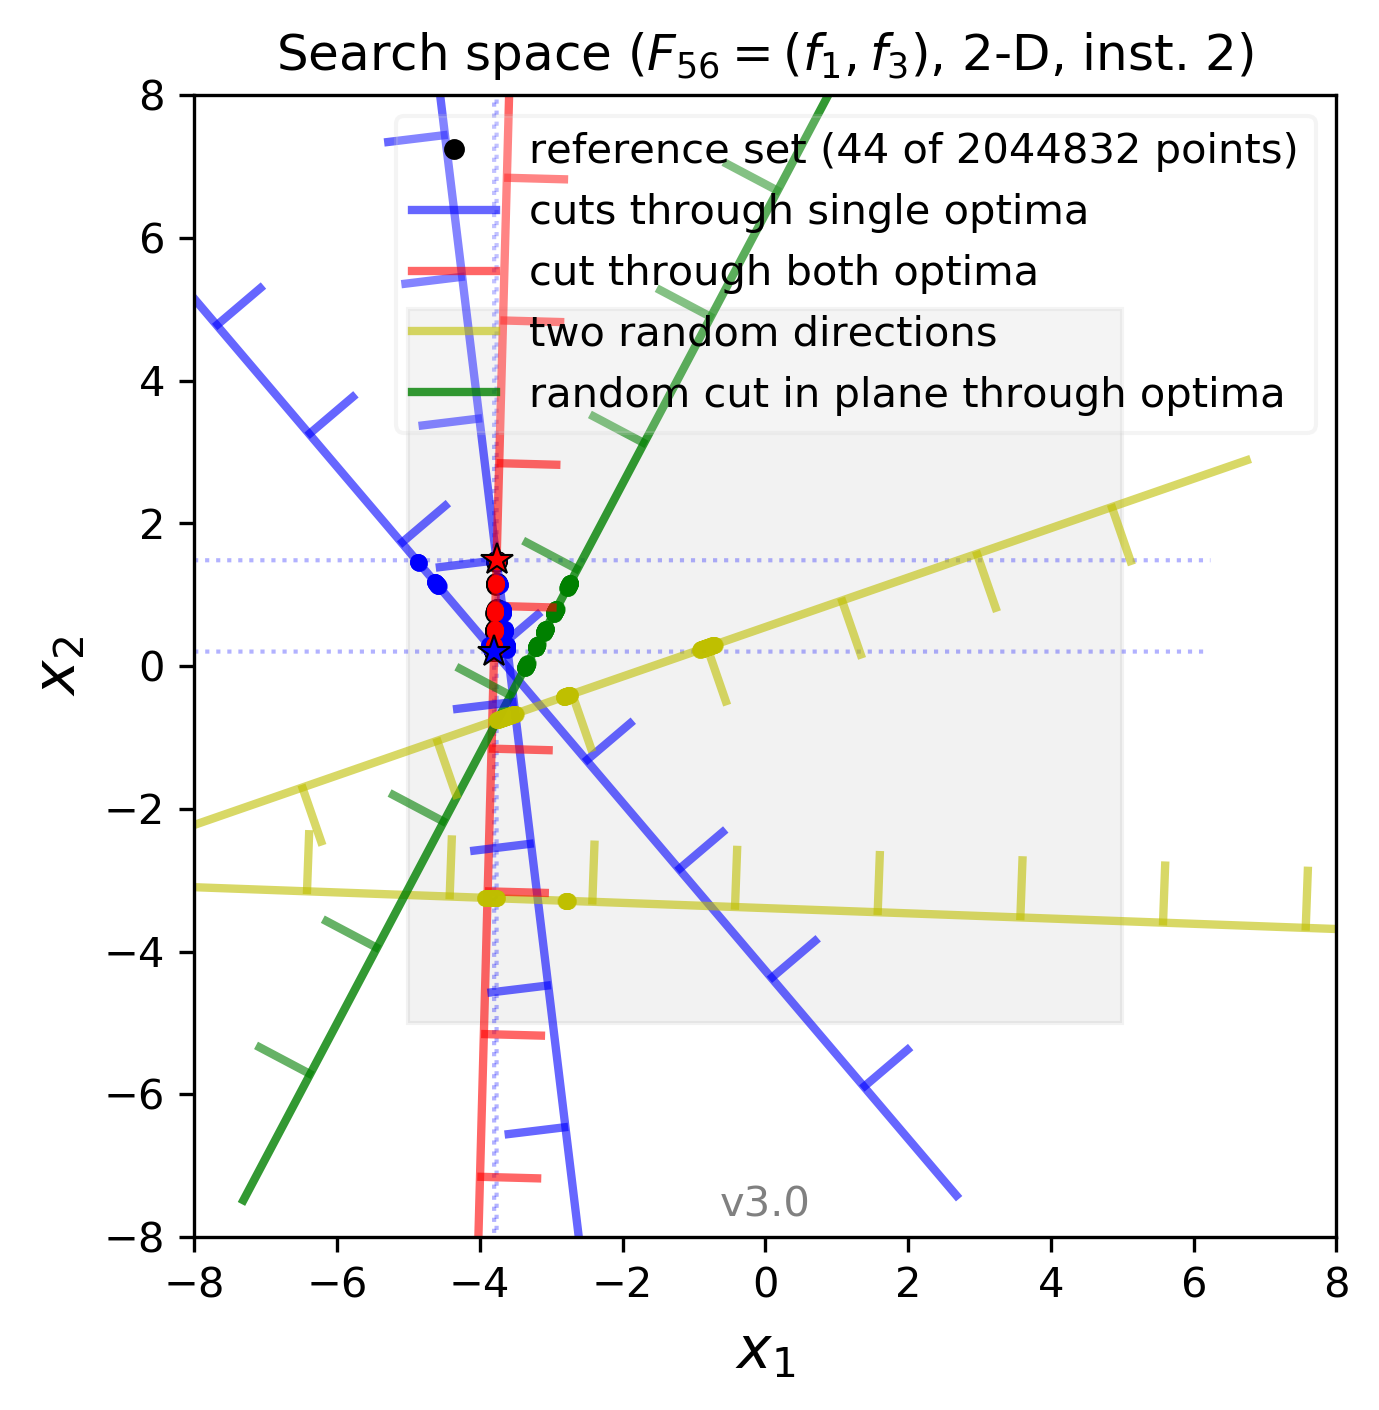 Search space (F₅₆ = (f₁, f₃), 2-D, inst. 2)
reference set (44 of 2044832 points)
cuts through single optima
cut through both optima
two random directions
random cut in plane through optima
8
6
4
2
0
−2
−4
−6
−8
x₂
v3.0
−8 −6 −4 −2 0 2 4 6 8
x₁